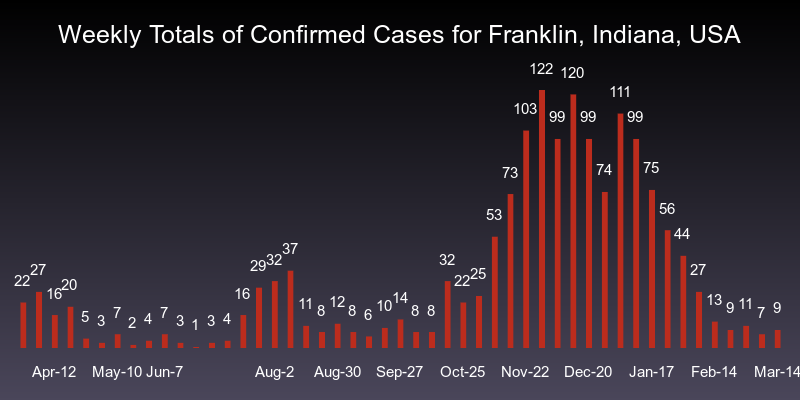 Weekly Totals of Confirmed Cases for Franklin, Indiana, USA
22 27 16 20 5 3 7 2 4 7 3 1 3 4 16 29 32 37 11 8 12 8 6 10 14 8 8 32 22 25 53 73 103 122 99 120 99 74 111 99 75 56 44 27 13 9 11 7 9
Apr-12 May-10 Jun-7 Aug-2 Aug-30 Sep-27 Oct-25 Nov-22 Dec-20 Jan-17 Feb-14 Mar-14